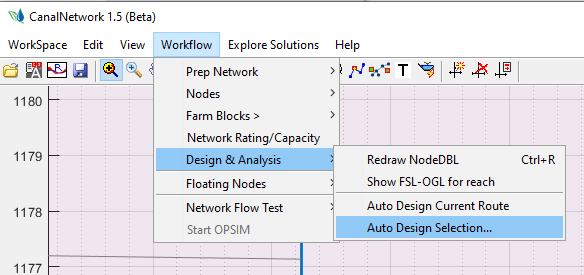 CanalNetwork 1.5 (Beta)
WorkSpace Edit View Workflow Explore Solutions Help
T
Prep Network
Nodes
Farm Blocks >
Network Rating/Capacity
Design & Analysis
Floating Nodes
Network Flow Test
Start OPSIM
Redraw NodeDBL Ctrl+R
Show FSL-OGL for reach
Auto Design Current Route
Auto Design Selection...
1180
1179
1178
1177